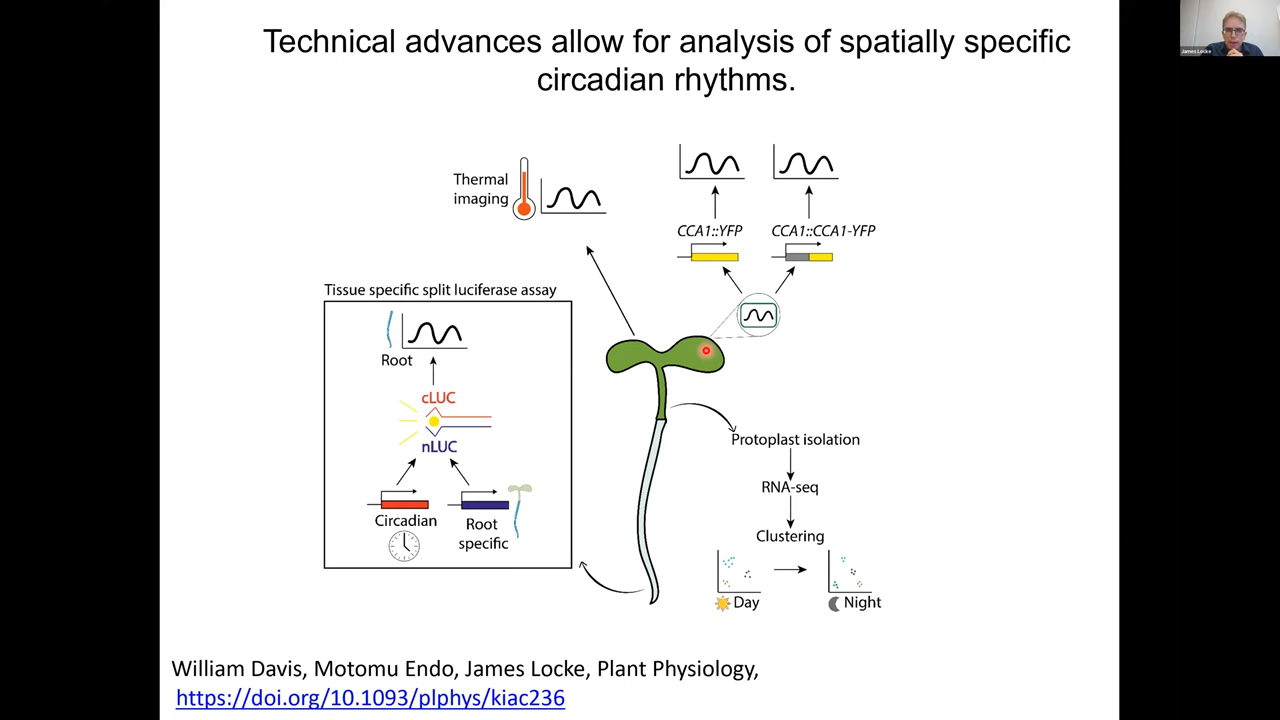 Technical advances allow for analysis of spatially specific
circadian rhythms.
James Locke
Thermal
imaging
CCA1::YFP
CCA1::CCA1-YFP
Tissue specific split luciferase assay
Root
cLUC
nLUC
Circadian
Root
specific
Protoplast isolation
RNA-seq
Clustering
Day
Night
William Davis, Motomu Endo, James Locke, Plant Physiology,
https://doi.org/10.1093/plphys/kiac236